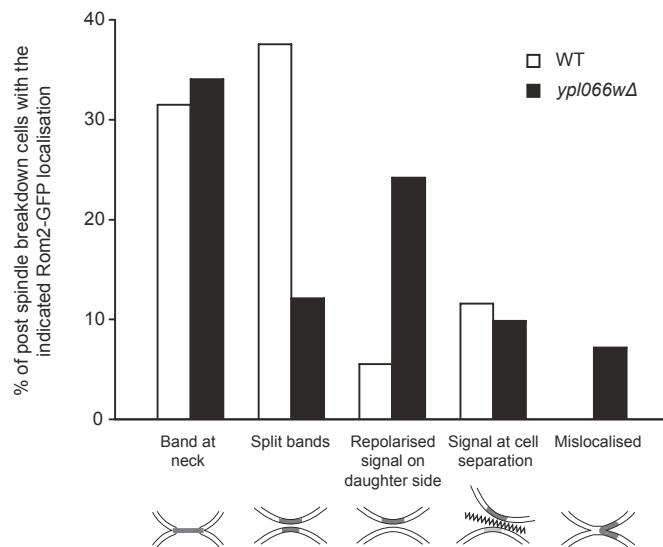 % of post spindle breakdown cells with the
indicated Rom2-GFP localisation
40
30
20
10
0
WT
ypl066wΔ
Band at
neck
Split bands
Repolarised
signal on
daughter side
Signal at cell
separation
Mislocalised